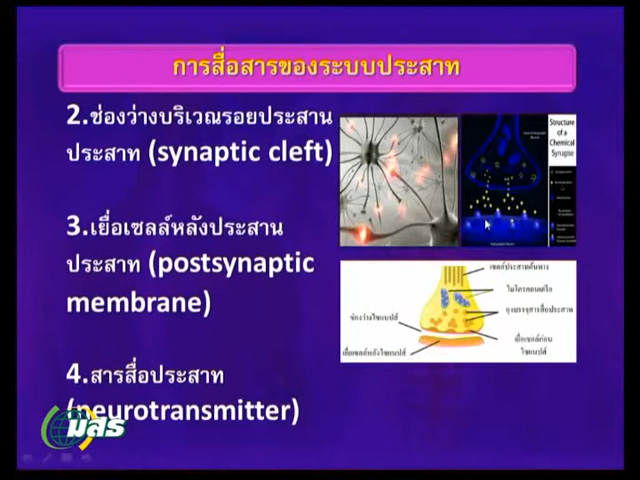 การสื่อสารของระบบประสาท
2.ช่องว่างบริเวณรอยประสาน
ประสาท (synaptic cleft)
3.เยื่อเซลล์หลังประสาน
ประสาท (postsynaptic
membrane)
4.สารสื่อประสาท
(neurotransmitter)
Structure
of a
Chemical
Synapse
เซลล์ประสาทต้นทาง
ไมโตรคอนเดรีย
ถุงบรรจุสารสื่อประสาท
ช่องว่างไซแนปส์
เยื่อเซลล์ก่อน
ไซแนปส์
เยื่อเซลล์หลังไซแนปส์
มสธ